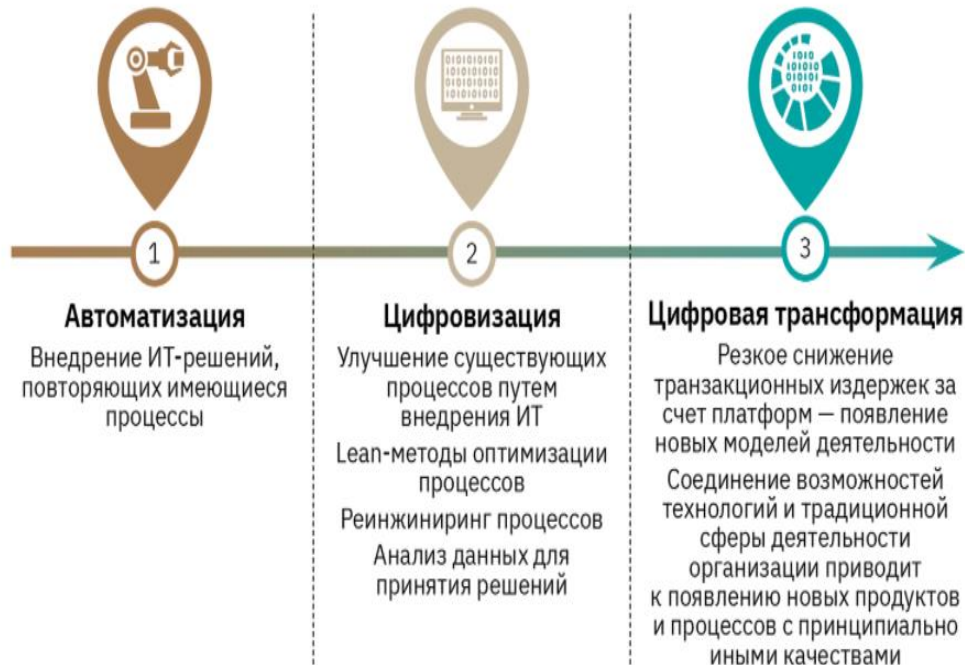 1
Автоматизация
Внедрение ИТ-решений,
повторяющих имеющиеся
процессы
2
Цифровизация
Улучшение существующих
процессов путем
внедрения ИТ
Lean-методы оптимизации
процессов
Реинжиниринг процессов
Анализ данных для
принятия решений
3
Цифровая трансформация
Резкое снижение
транзакционных издержек за
счет платформ — появление
новых моделей деятельности
Соединение возможностей
технологий и традиционной
сферы деятельности
организации приводит
к появлению новых продуктов
и процессов с принципиально
иными качествами